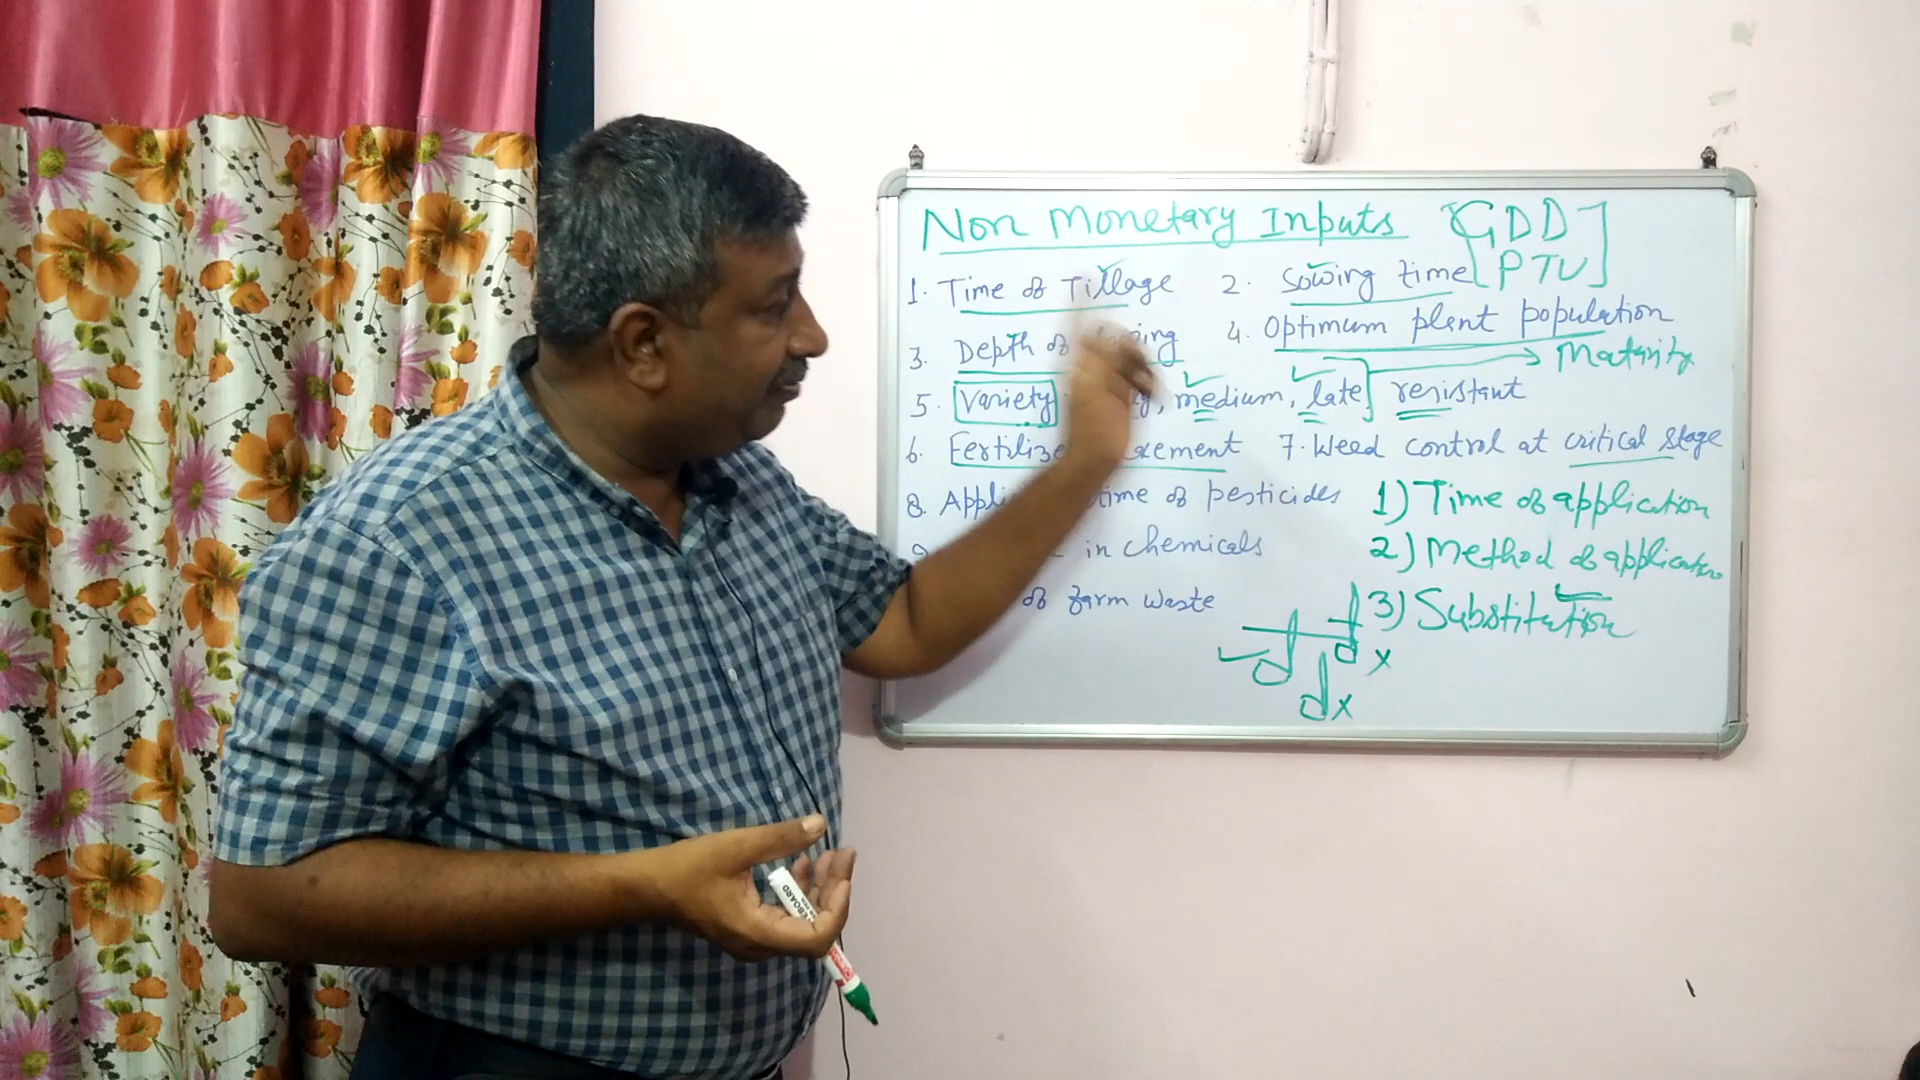 Non Monetary Inputs [GDD]
1. Time of Tillage 2. Sowing time [PTU]
3. Depth of 4. Optimum plant population
→ Maturity
5. Variety medium, late] resistant
6. Fertilize cement 7. Weed control at critical stage
8. Appli time of pesticides 1) Time of application
in chemicals 2) Method of application
of farm waste 3) Substitution
d d x
d x